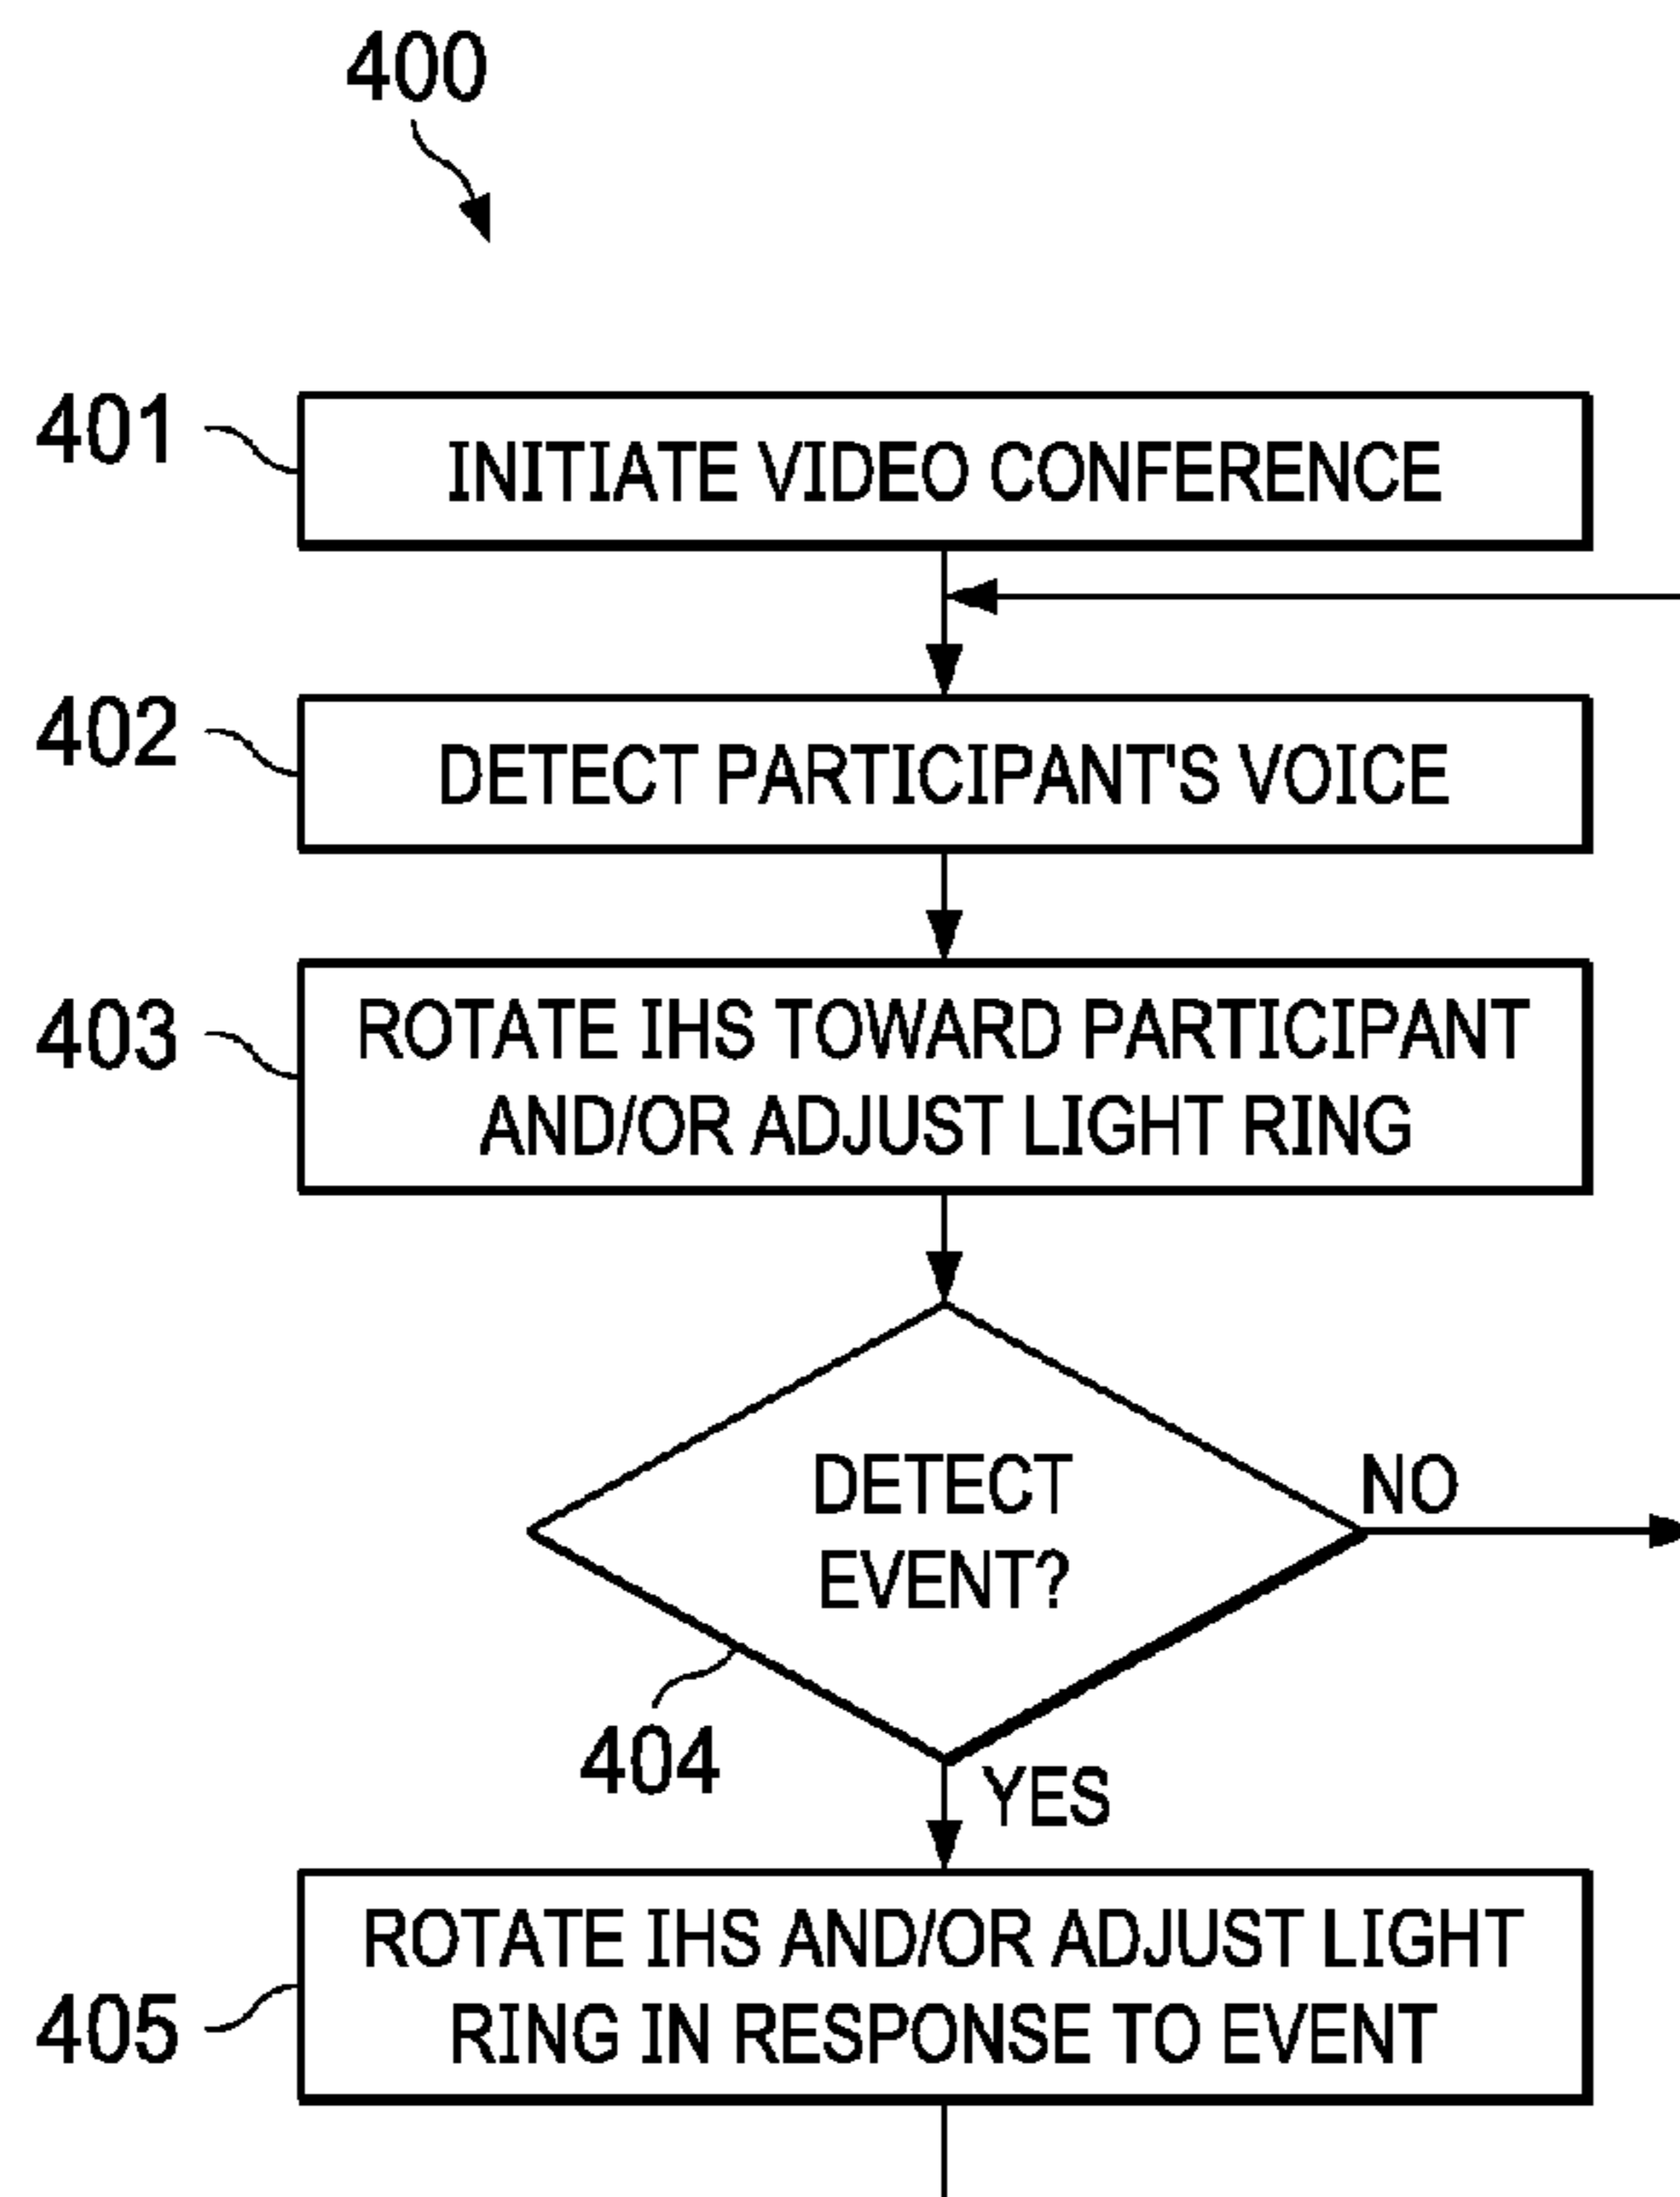 400
401
INITIATE VIDEO CONFERENCE
402
DETECT PARTICIPANT'S VOICE
403
ROTATE IHS TOWARD PARTICIPANT
AND/OR ADJUST LIGHT RING
DETECT
EVENT?
NO
404
YES
405
ROTATE IHS AND/OR ADJUST LIGHT
RING IN RESPONSE TO EVENT